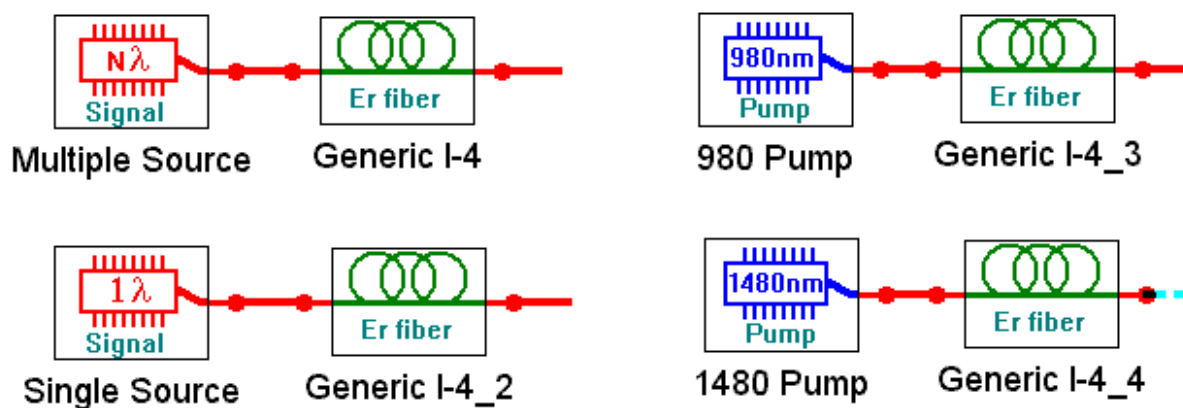 Nλ
Signal
Er fiber
Multiple Source
Generic I-4
980nm
Pump
Er fiber
980 Pump
Generic I-4_3
1λ
Signal
Er fiber
Single Source
Generic I-4_2
1480nm
Pump
Er fiber
1480 Pump
Generic I-4_4